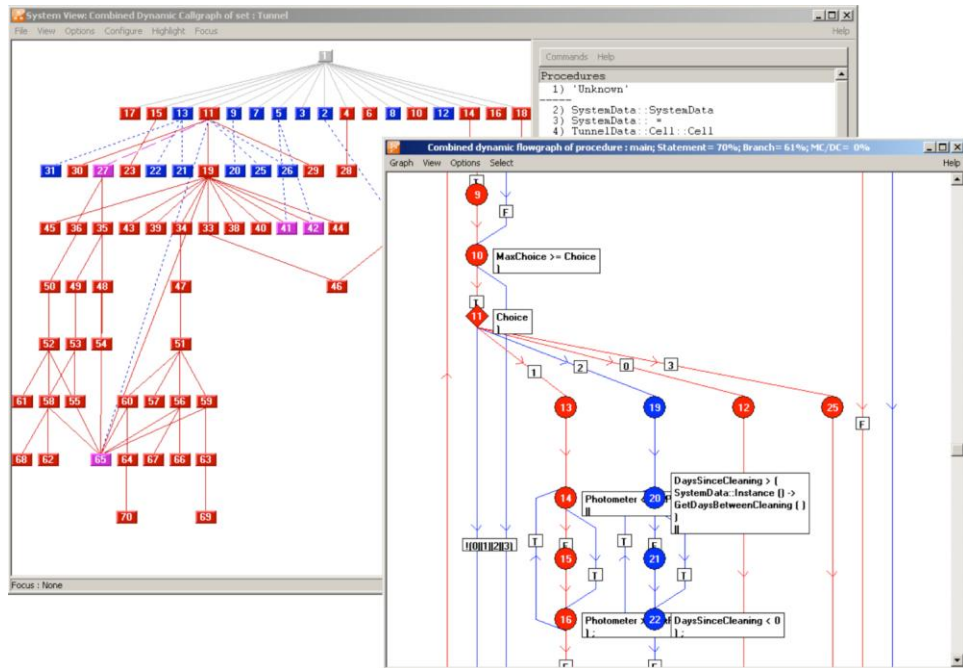 System View: Combined Dynamic Callgraph of set : Tunnel
File View Options Configure Highlight Focus Help
1
17 15 13 11 9 7 5 3 2 4 6 8 10 12 14 16 18
31 30 27 23 22 21 19 20 25 26 29 28
45 36 35 43 39 34 33 38 40 41 42 44
50 49 48 47 46
52 53 54 51
61 58 55 60 57 56 59
68 62 65 64 67 66 63
70 69
Focus : None
Commands Help
Procedures
1) 'Unknown'
-----
2) SystemData::SystemData
3) SystemData:: *
4) TunnelData::Cell::Cell
Combined dynamic flowgraph of procedure : main; Statement= 70%; Branch= 61%; MC/DC= 0%
Graph View Options Select Help
T
9
F
10
MaxChoice >= Choice
)
T
11
Choice
)
1 2 0 3
13 19 12 25
F
14
Photometer <
||
20
DaysSinceCleaning > (
SystemData::Instance () ->
GetDaysBetweenCleaning ( )
)
||
!(0||1||2||3)
T F T T F T
15 21
16
Photometer >
) ;
22
DaysSinceCleaning < 0
) ;
F F